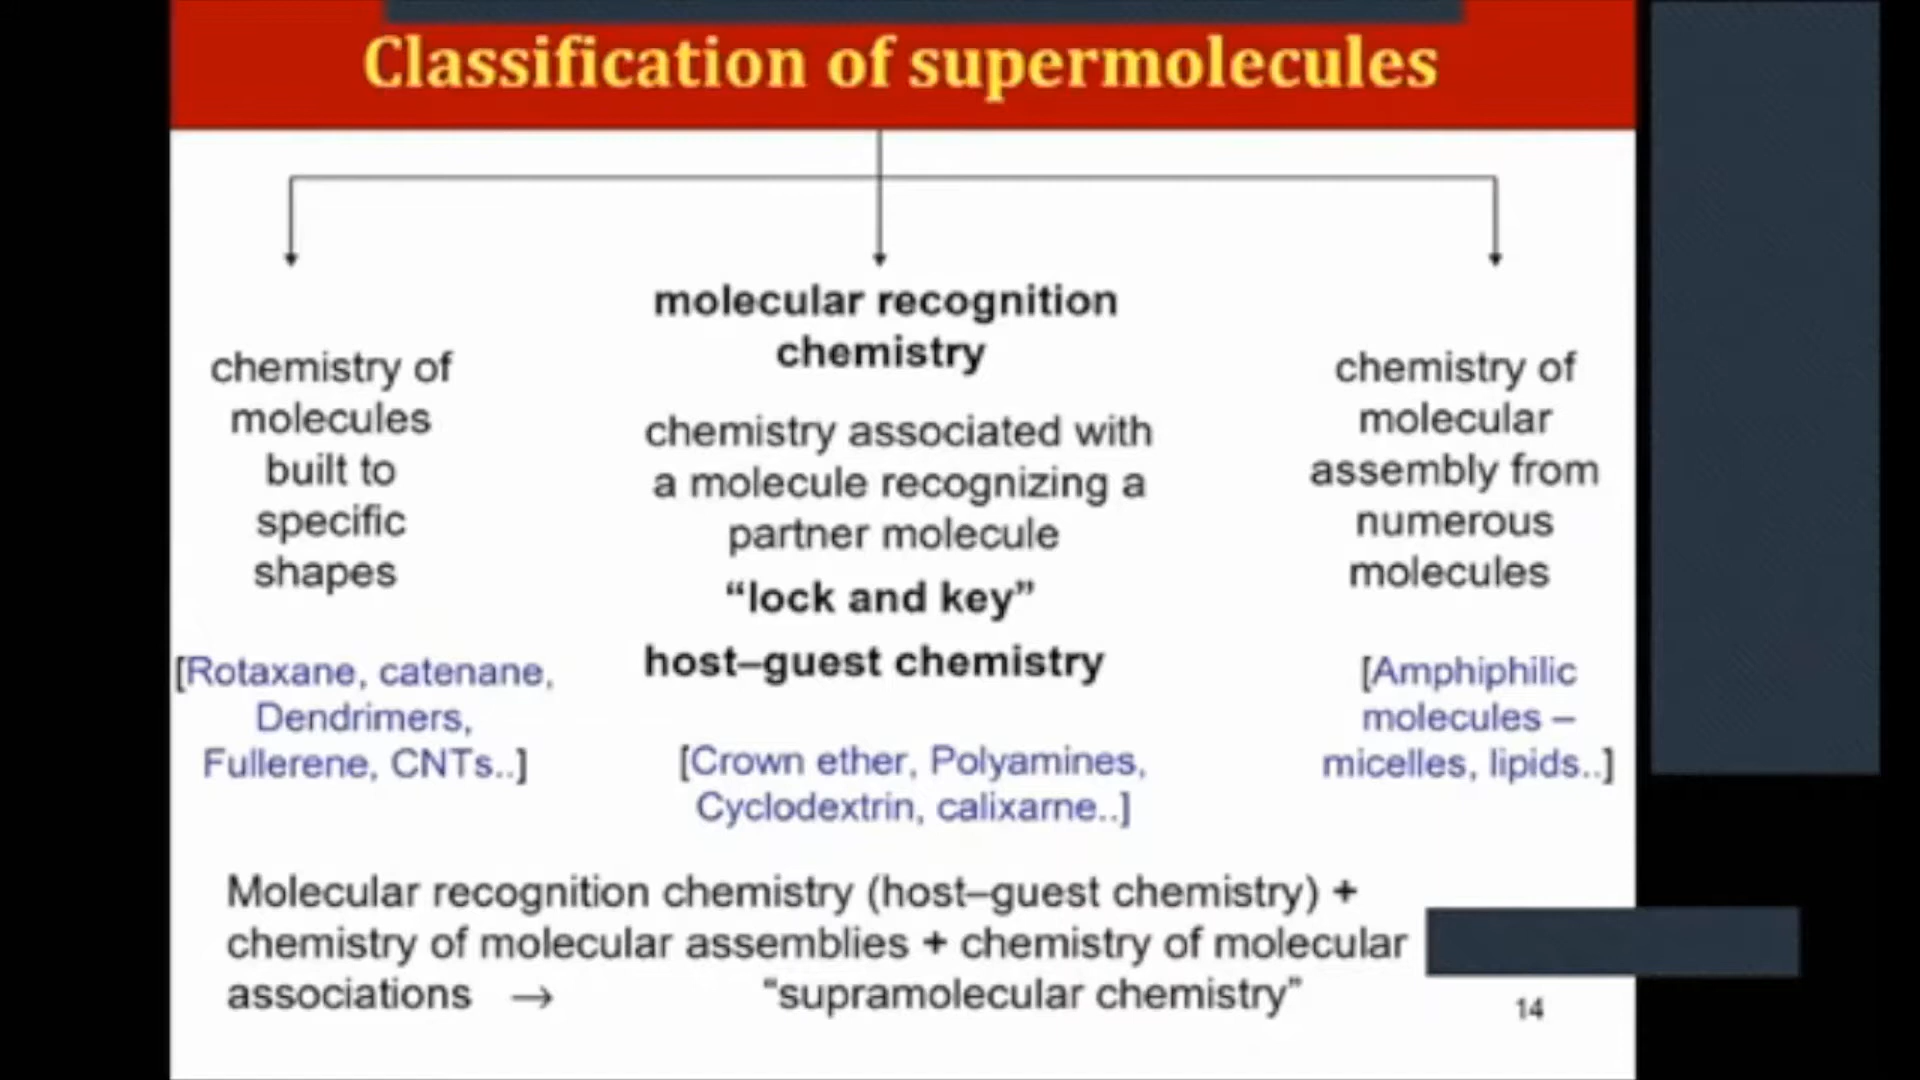 Classification of supermolecules
chemistry of
molecules
built to
specific
shapes
[Rotaxane, catenane,
Dendrimers,
Fullerene, CNTs..]
molecular recognition
chemistry
chemistry associated with
a molecule recognizing a
partner molecule
“lock and key”
host–guest chemistry
[Crown ether, Polyamines,
Cyclodextrin, calixarne..]
chemistry of
molecular
assembly from
numerous
molecules
[Amphiphilic
molecules –
micelles, lipids..]
Molecular recognition chemistry (host–guest chemistry) +
chemistry of molecular assemblies + chemistry of molecular
associations → “supramolecular chemistry”
14